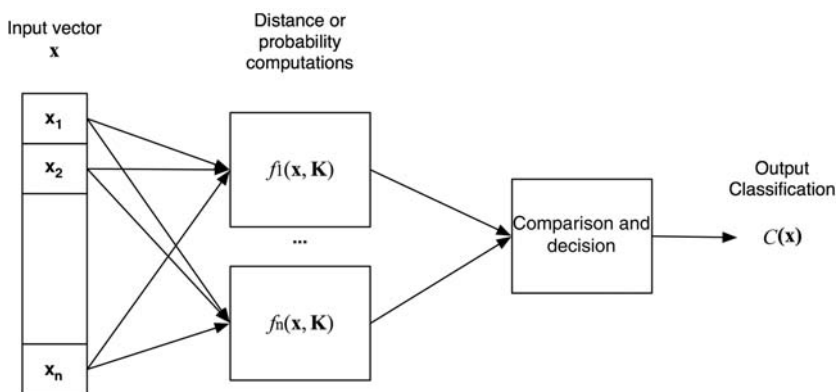 Input vector
x
Distance or
probability
computations
x1
x2
xn
f1(x, K)
...
fn(x, K)
Comparison and
decision
Output
Classification
C(x)